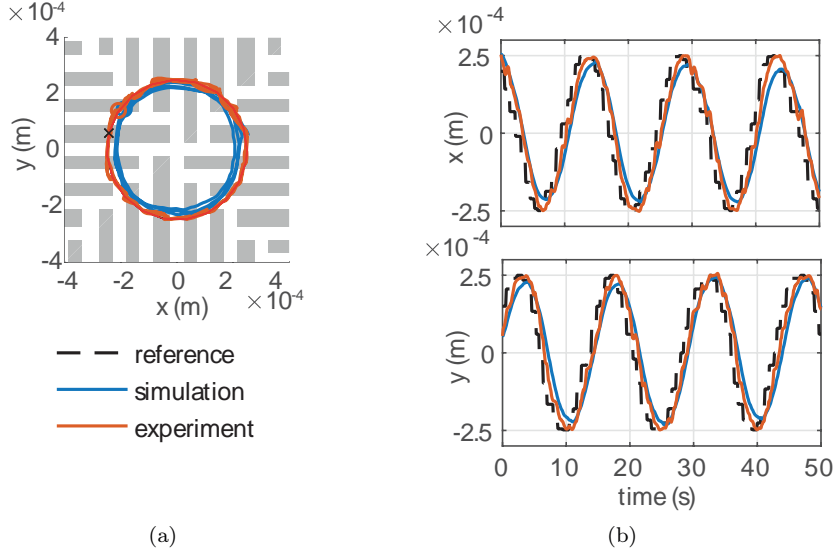 ×10⁻⁴
4
2
0
-2
-4
y (m)
-4 -2 0 2 4
x (m) ×10⁻⁴
reference
simulation
experiment
(a)
×10⁻⁴
2.5
0
-2.5
x (m)
×10⁻⁴
2.5
0
-2.5
y (m)
0 10 20 30 40 50
time (s)
(b)